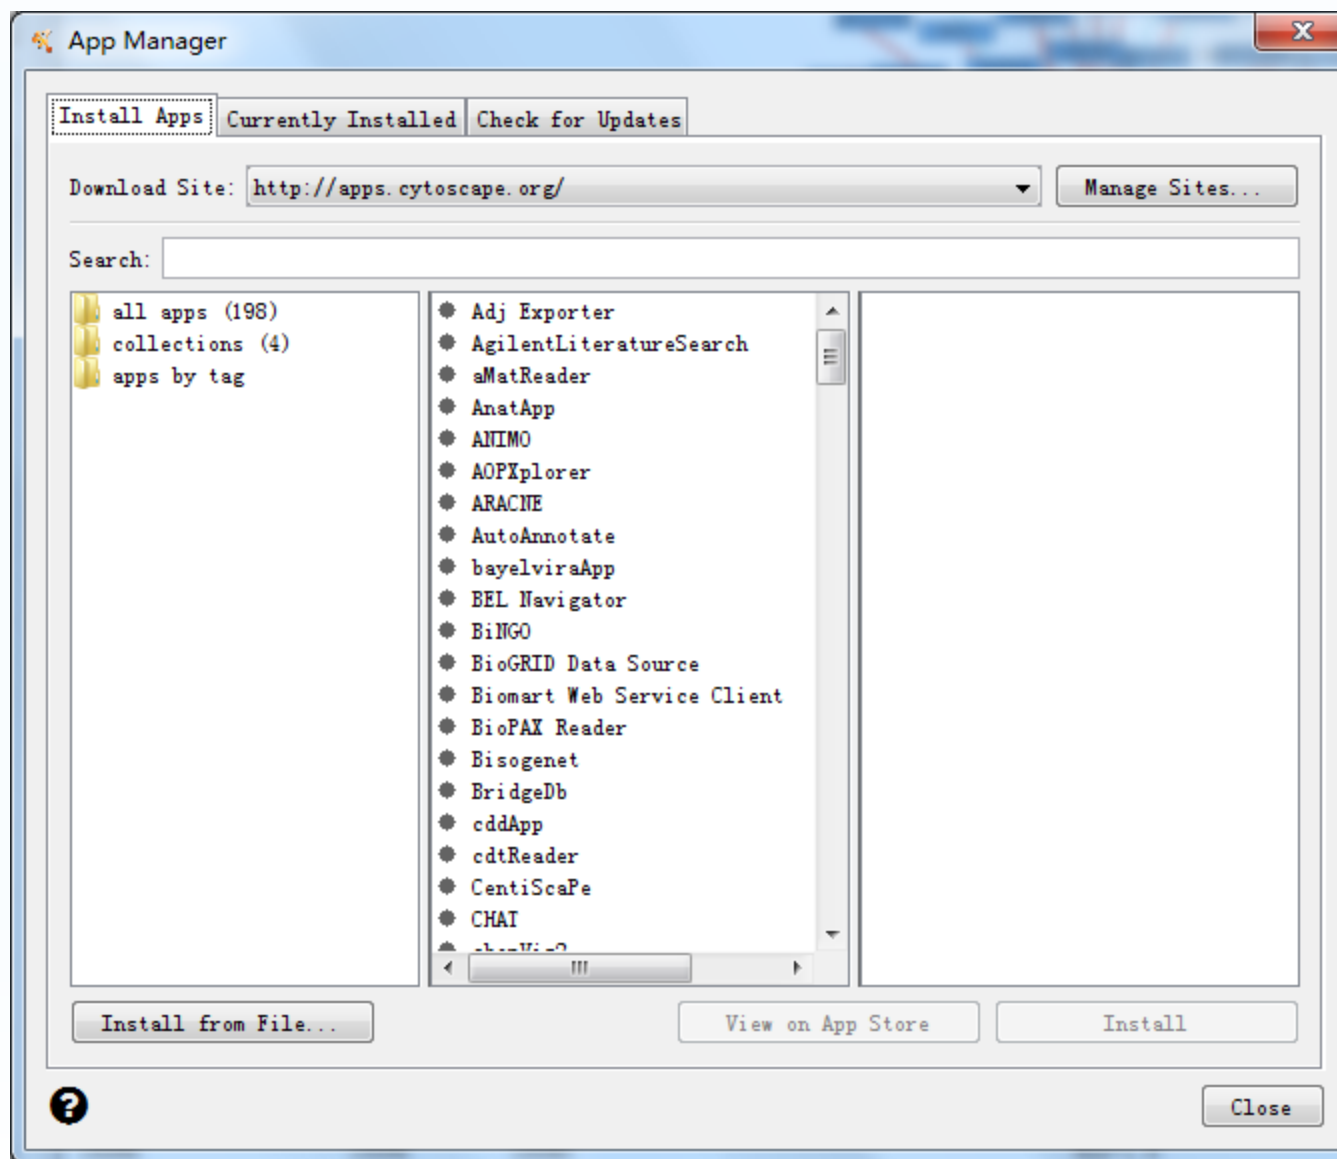 App Manager
Install Apps
Currently Installed
Check for Updates
Download Site:
http://apps.cytoscape.org/
Manage Sites...
Search:
all apps (198)
collections (4)
apps by tag
Adj Exporter
AgilentLiteratureSearch
aMatReader
AnatApp
ANIMO
AOPXplorer
ARACNE
AutoAnnotate
bayelviraApp
BEL Navigator
BiNGO
BioGRID Data Source
Biomart Web Service Client
BioPAX Reader
Bisogenet
BridgeDb
cddApp
cdtReader
CentiScaPe
CHAT
Install from File...
View on App Store
Install
Close